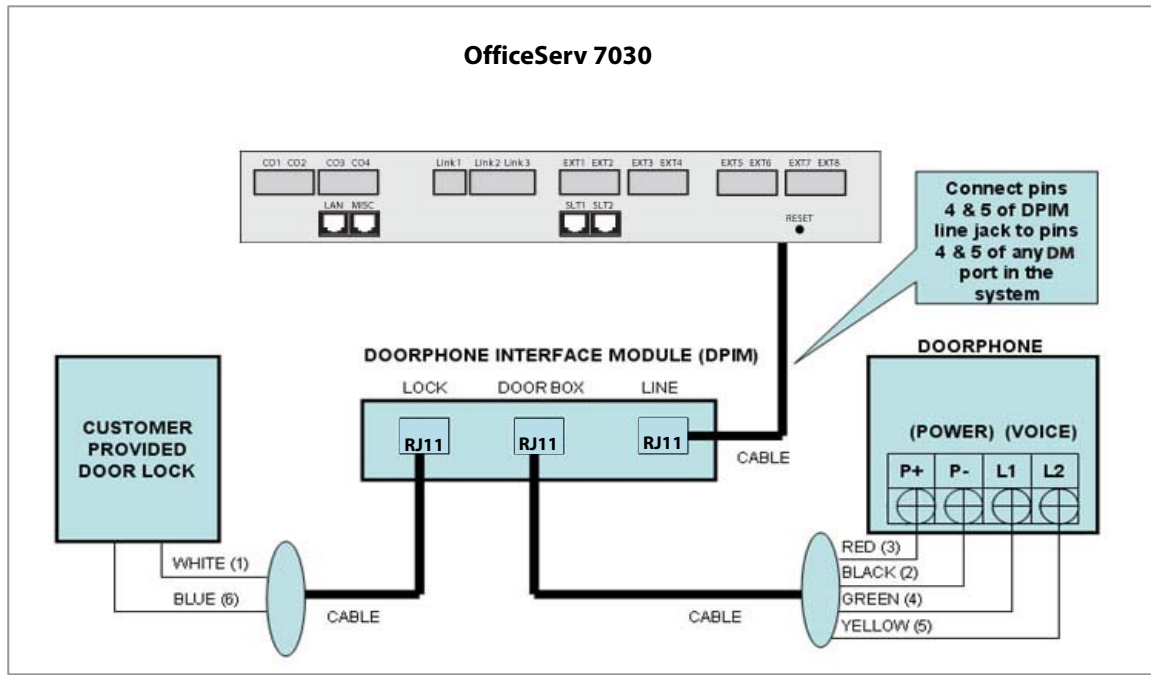 OfficeServ 7030
CO1 CO2 CO3 CO4 Link1 Link2 Link3 EXT1 EXT2 EXT3 EXT4 EXT5 EXT6 EXT7 EXT8
LAN MISC SLT1 SLT2 RESET
Connect pins
4 & 5 of DPIM
line jack to pins
4 & 5 of any DM
port in the
system
DOORPHONE INTERFACE MODULE (DPIM)
LOCK DOOR BOX LINE
RJ11 RJ11 RJ11
CABLE
CUSTOMER
PROVIDED
DOOR LOCK
WHITE (1)
BLUE (6)
CABLE
CABLE
DOORPHONE
(POWER) (VOICE)
P+ P- L1 L2
RED (3)
BLACK (2)
GREEN (4)
YELLOW (5)